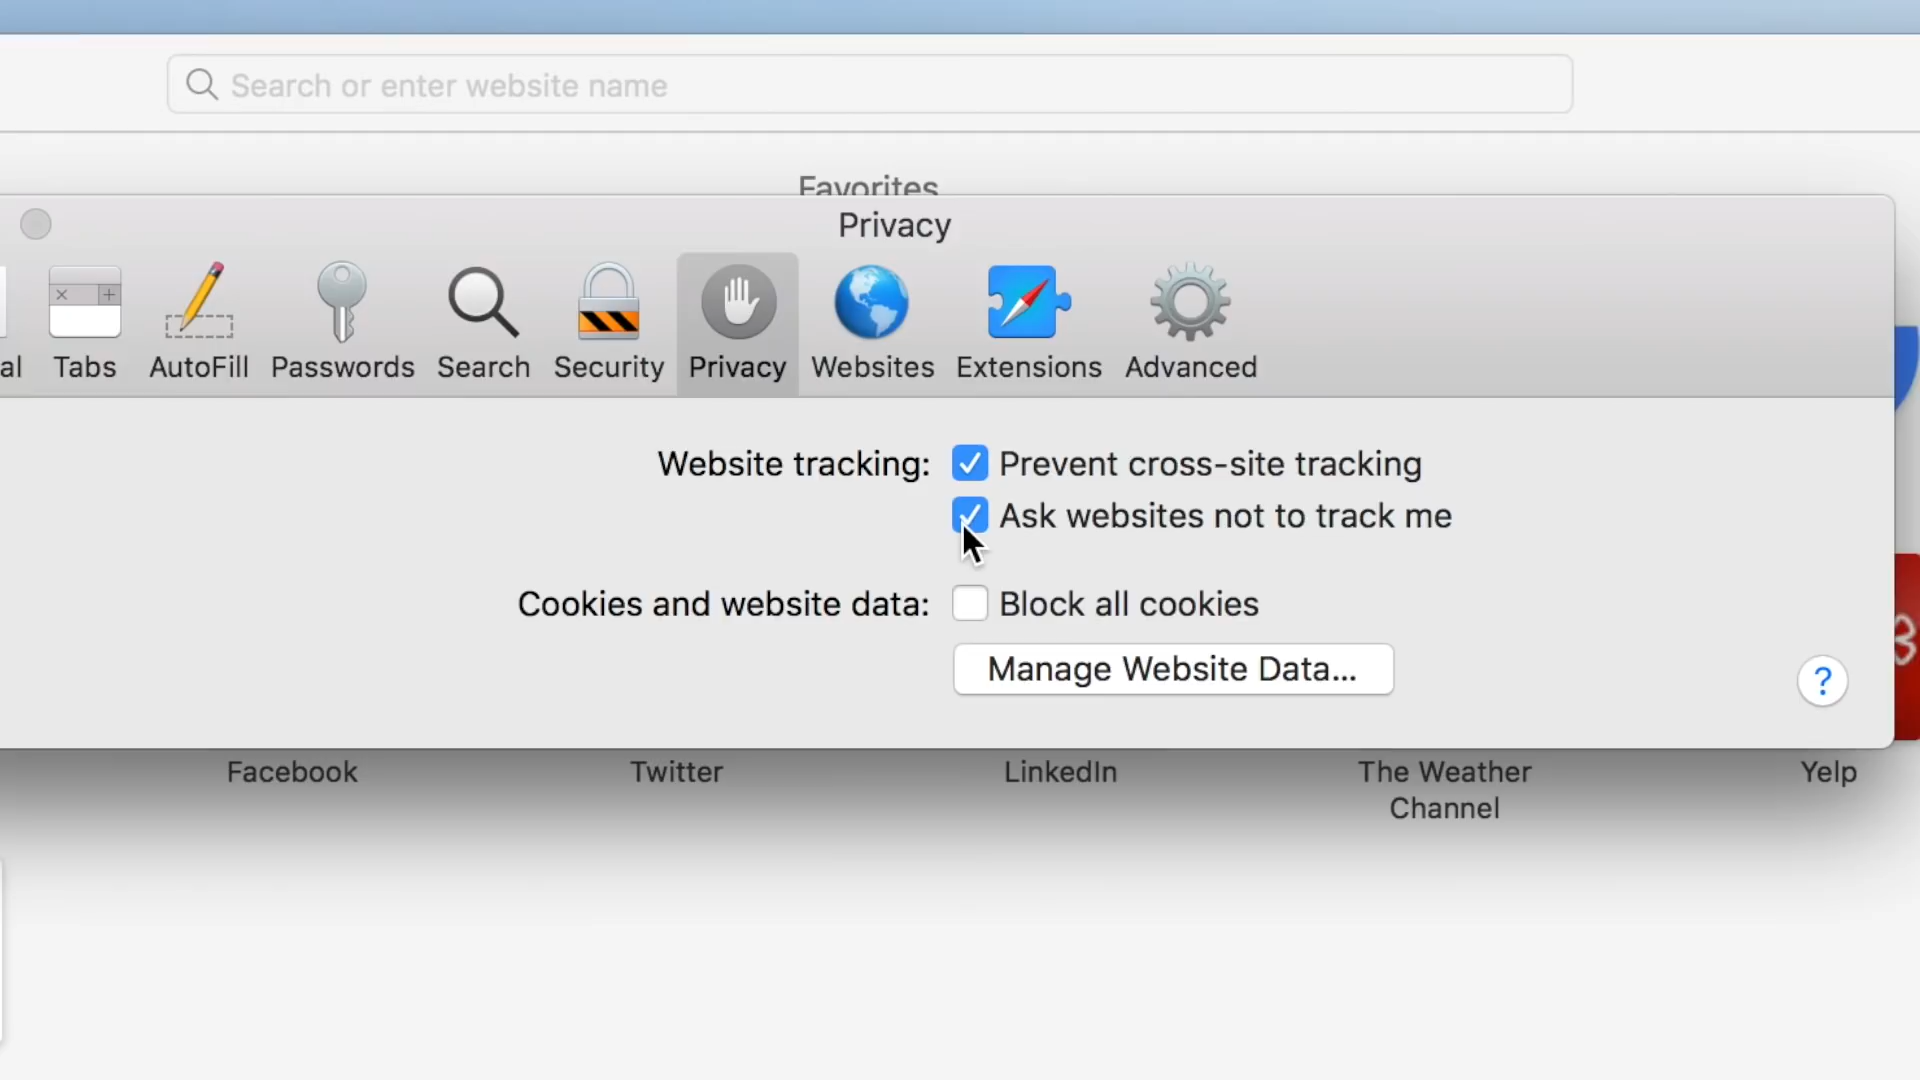 Search or enter website name
Favorites
Privacy
al
Tabs
AutoFill
Passwords
Search
Security
Privacy
Websites
Extensions
Advanced
Website tracking:
Prevent cross-site tracking
Ask websites not to track me
Cookies and website data:
Block all cookies
Manage Website Data...
?
Facebook
Twitter
LinkedIn
The Weather
Channel
Yelp